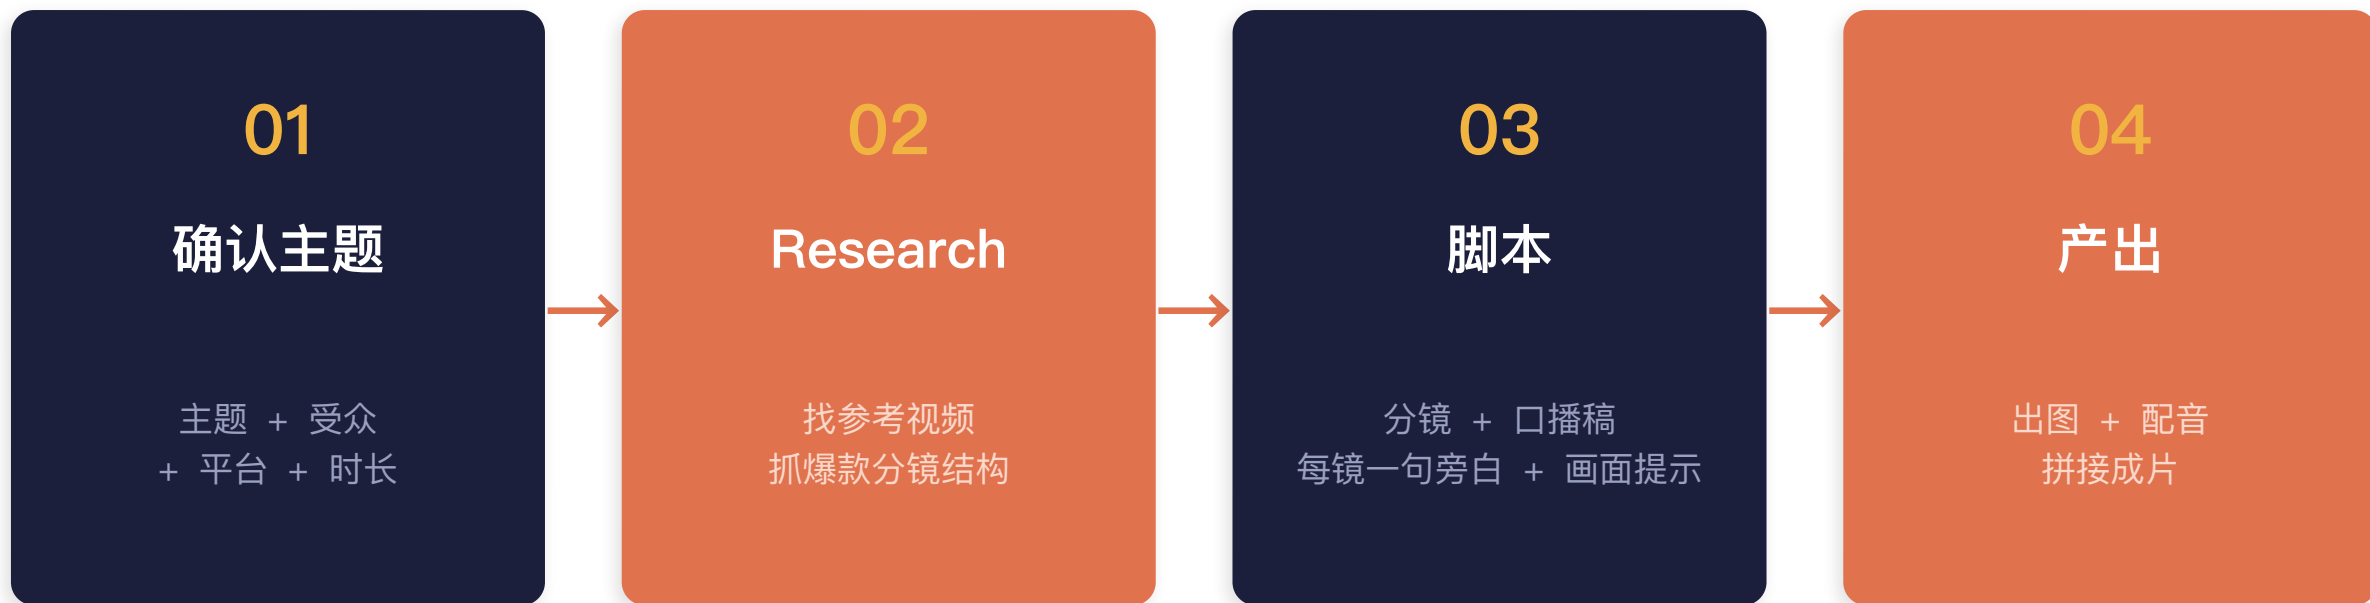 01
确认主题
主题 + 受众
+ 平台 + 时长
02
Research
找参考视频
抓爆款分镜结构
03
脚本
分镜 + 口播稿
每镜一句旁白 + 画面提示
04
产出
出图 + 配音
拼接成片